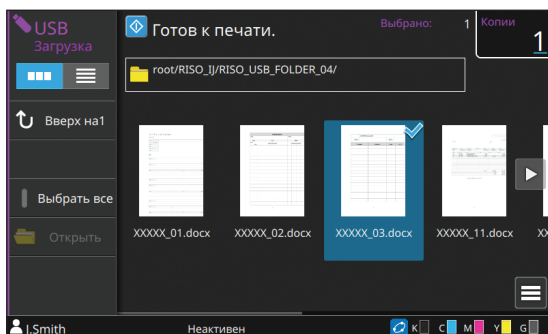 USB
Загрузка
Готов к печати.
Выбрано: 1
Копии
1
root/RISO_IJ/RISO_USB_FOLDER_04/
Вверх на1
Выбрать все
Открыть
XXXXX_01.docx
XXXXX_02.docx
XXXXX_03.docx
XXXXX_11.docx
XX
J.Smith
Неактивен
K C M Y G